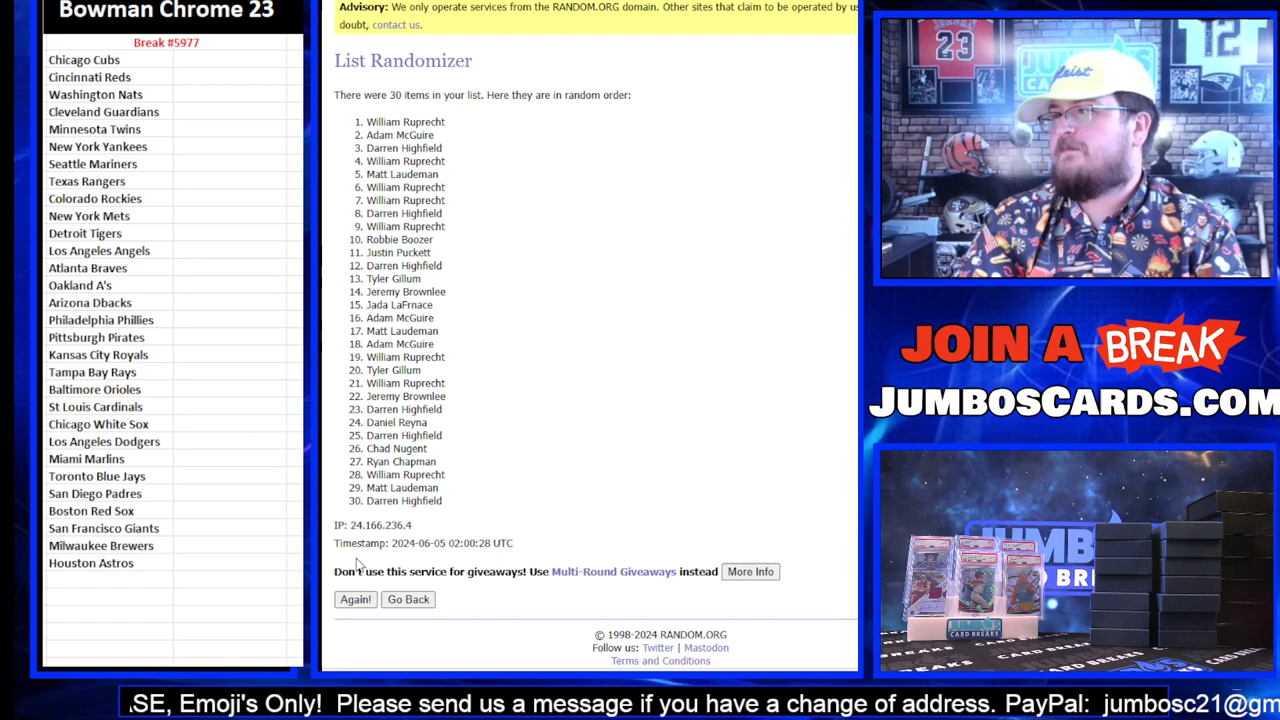 Bowman Chrome 23
Break #5977
Chicago Cubs
Cincinnati Reds
Washington Nats
Cleveland Guardians
Minnesota Twins
New York Yankees
Seattle Mariners
Texas Rangers
Colorado Rockies
New York Mets
Detroit Tigers
Los Angeles Angels
Atlanta Braves
Oakland A's
Arizona Dbacks
Philadelphia Phillies
Pittsburgh Pirates
Kansas City Royals
Tampa Bay Rays
Baltimore Orioles
St Louis Cardinals
Chicago White Sox
Los Angeles Dodgers
Miami Marlins
Toronto Blue Jays
San Diego Padres
Boston Red Sox
San Francisco Giants
Milwaukee Brewers
Houston Astros
Advisory: We only operate services from the RANDOM.ORG domain. Other sites that claim to be operated by us
doubt, contact us.
List Randomizer
There were 30 items in your list. Here they are in random order:
1. William Ruprecht
2. Adam McGuire
3. Darren Highfield
4. William Ruprecht
5. Matt Laudeman
6. William Ruprecht
7. William Ruprecht
8. Darren Highfield
9. William Ruprecht
10. Robbie Boozer
11. Justin Puckett
12. Darren Highfield
13. Tyler Gillum
14. Jeremy Brownlee
15. Jada LaFrnace
16. Adam McGuire
17. Matt Laudeman
18. Adam McGuire
19. William Ruprecht
20. Tyler Gillum
21. William Ruprecht
22. Jeremy Brownlee
23. Darren Highfield
24. Daniel Reyna
25. Darren Highfield
26. Chad Nugent
27. Ryan Chapman
28. William Ruprecht
29. Matt Laudeman
30. Darren Highfield
IP: 24.166.236.4
Timestamp: 2024-06-05 02:00:28 UTC
Don't use this service for giveaways! Use Multi-Round Giveaways instead More Info
Again! Go Back
© 1998-2024 RANDOM.ORG
Follow us: Twitter | Mastodon
Terms and Conditions
23
12
JOIN A BREAK
JUMBOSCARDS.COM
JUMB
CARD BRE
JUMBO'S
CARD BREAKS
.SE, Emoji's Only! Please send us a message if you have a change of address. PayPal: jumbosc21@gm